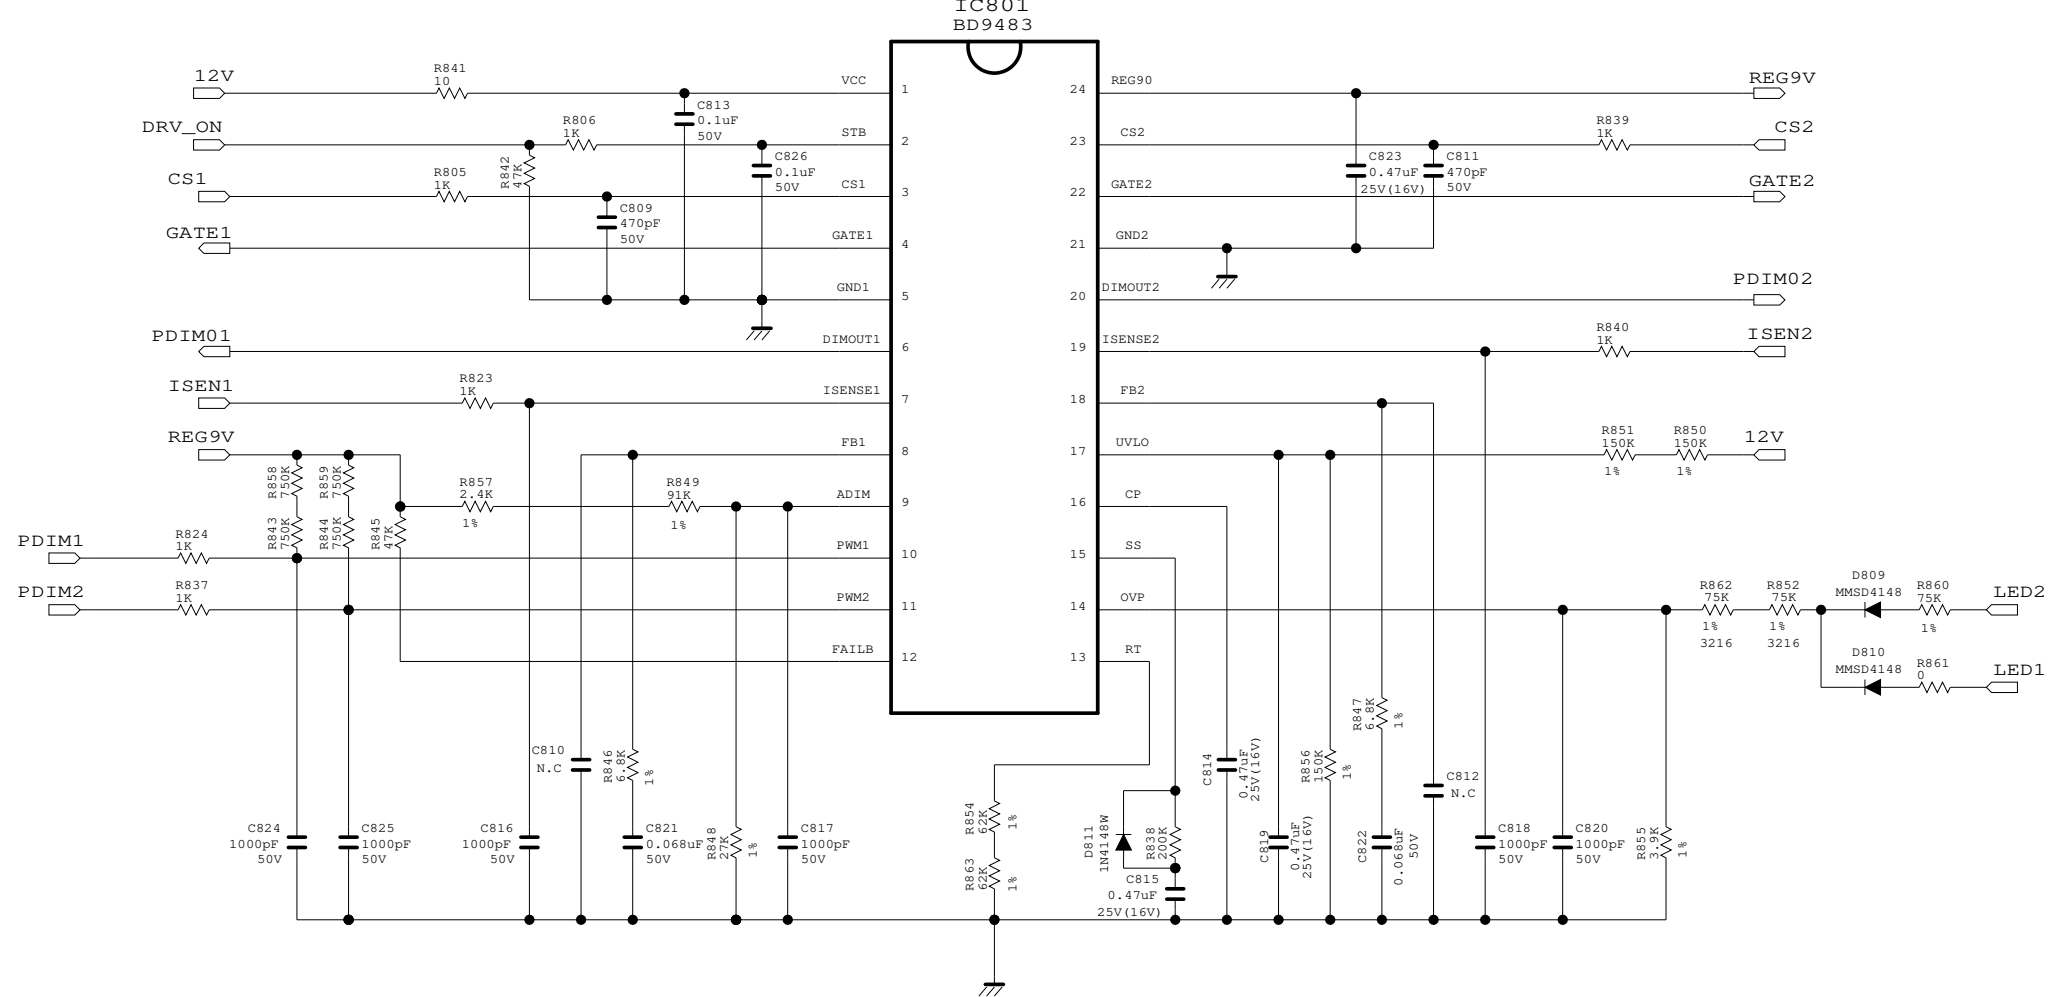 IC801
BD9483
12V
R841
10
VCC
1
C813
0.1uF
50V
DRV_ON
R806
1K
STB
2
R842
47K
C826
0.1uF
50V
CS1
R805
1K
CS1
3
C809
470pF
50V
GATE1
GATE1
4
GND1
5
PDIM01
DIMOUT1
6
ISEN1
R823
1K
ISENSE1
7
REG9V
FB1
8
R858
750K
R859
750K
R857
2.4K
1%
R849
91K
1%
ADIM
9
R843
750K
R844
750K
R845
47K
PDIM1
R824
1K
PWM1
10
PDIM2
R837
1K
PWM2
11
FAILB
12
C810
N.C
R846
6.8K
1%
C824
1000pF
50V
C825
1000pF
50V
C816
1000pF
50V
C821
0.068uF
50V
R848
27K
1%
C817
1000pF
50V
24
REG90
REG9V
23
CS2
R839
1K
CS2
C823
0.47uF
25V(16V)
C811
470pF
50V
22
GATE2
GATE2
21
GND2
20
DIMOUT2
PDIM02
19
ISENSE2
R840
1K
ISEN2
18
FB2
17
UVLO
R851
150K
1%
R850
150K
1%
12V
16
CP
15
SS
14
OVP
R862
75K
1%
3216
R852
75K
1%
3216
D809
MMSD4148
R860
75K
1%
LED2
13
RT
D810
MMSD4148
R861
0
LED1
R847
6.8K
1%
C814
0.47uF
25V(16V)
R856
150K
1%
C812
N.C
R854
62K
1%
R863
62K
1%
D811
1N4148W
R838
200K
C815
0.47uF
25V(16V)
C819
0.47uF
25V(16V)
C822
0.068uF
50V
C818
1000pF
50V
C820
1000pF
50V
R855
3.9K
1%